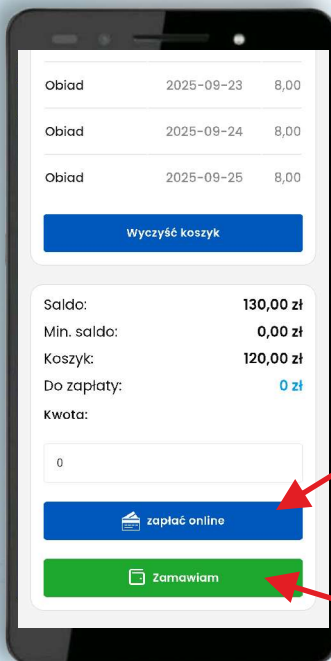 Obiad 2025-09-23 8,00
Obiad 2025-09-24 8,00
Obiad 2025-09-25 8,00
Wyczyść koszyk
Saldo: 130,00 zł
Min. saldo: 0,00 zł
Koszyk: 120,00 zł
Do zapłaty: 0 zł
Kwota:
0
zapłać online
Zamawiam